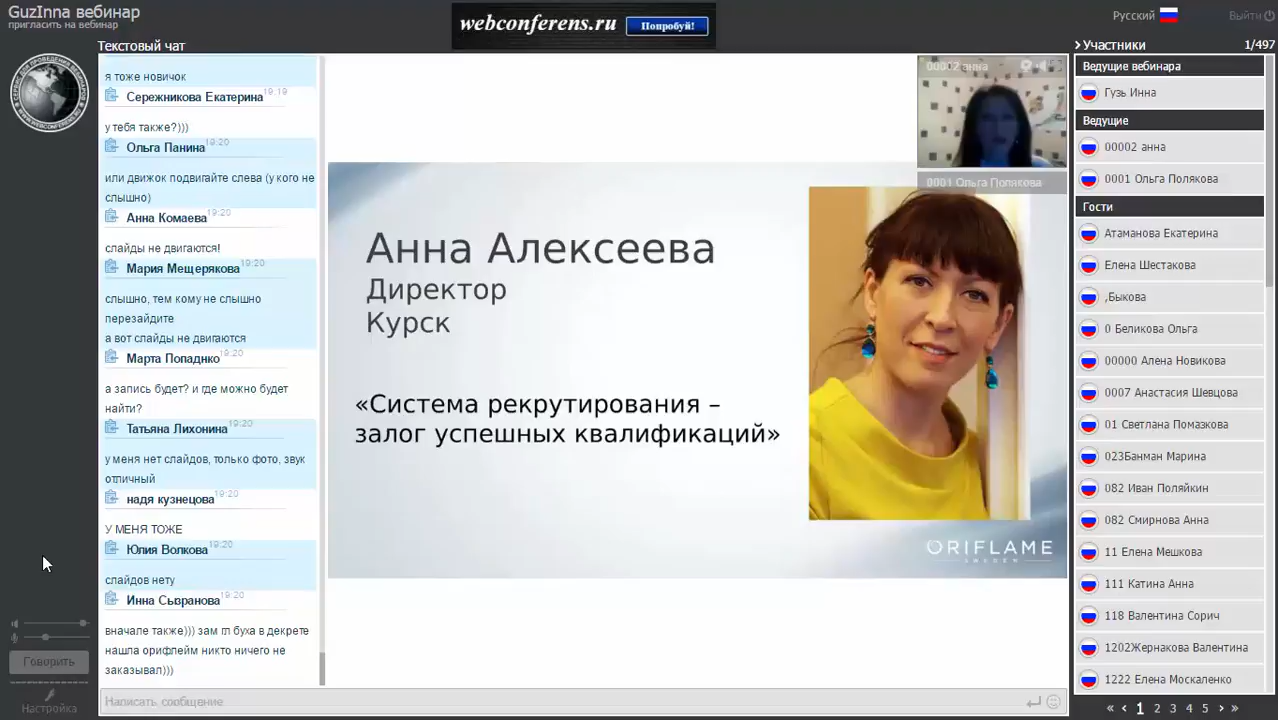 GuzInna вебинар
пригласить на вебинар
webconferens.ru Попробуй!
Русский
Выйти
Текстовый чат
я тоже новичок
Сережникова Екатерина 19:19
у тебя также?)))
Ольга Панина 19:20
или движок подвигайте слева (у кого не
слышно)
Анна Комаева 19:20
слайды не двигаются!
Мария Мещерякова 19:20
слышно, тем кому не слышно
перезайдите
а вот слайды не двигаются
Марта Попадько 19:20
а запись будет? и где можно будет
найти?
Татьяна Лихонина 19:20
у меня нет слайдов, только фото, звук
отличный
надя кузнецова 19:20
У МЕНЯ ТОЖЕ
Юлия Волкова 19:20
слайдов нету
Инна Сызранова 19:20
вначале также))) зам гл буха в декрете
нашла орифлейм никто ничего не
заказывал)))
Написать сообщение
Говорить
Настройка
00002 анна
0001 Ольга Полякова
Анна Алексеева
Директор
Курск
«Система рекрутирования –
залог успешных квалификаций»
ORIFLAME
SWEDEN
Участники 1/497
Ведущие вебинара
Гузь Инна
Ведущие
00002 анна
0001 Ольга Полякова
Гости
Атаманова Екатерина
Елена Шестакова
,Быкова
0 Беликова Ольга
00000 Алена Новикова
0007 Анастасия Шевцова
01 Светлана Помазкова
023Банман Марина
082 Иван Поляйкин
082 Смирнова Анна
11 Елена Мешкова
111 Катина Анна
118 Валентина Сорич
1202Жернакова Валентина
1222 Елена Москаленко
« ‹ 1 2 3 4 5 › »